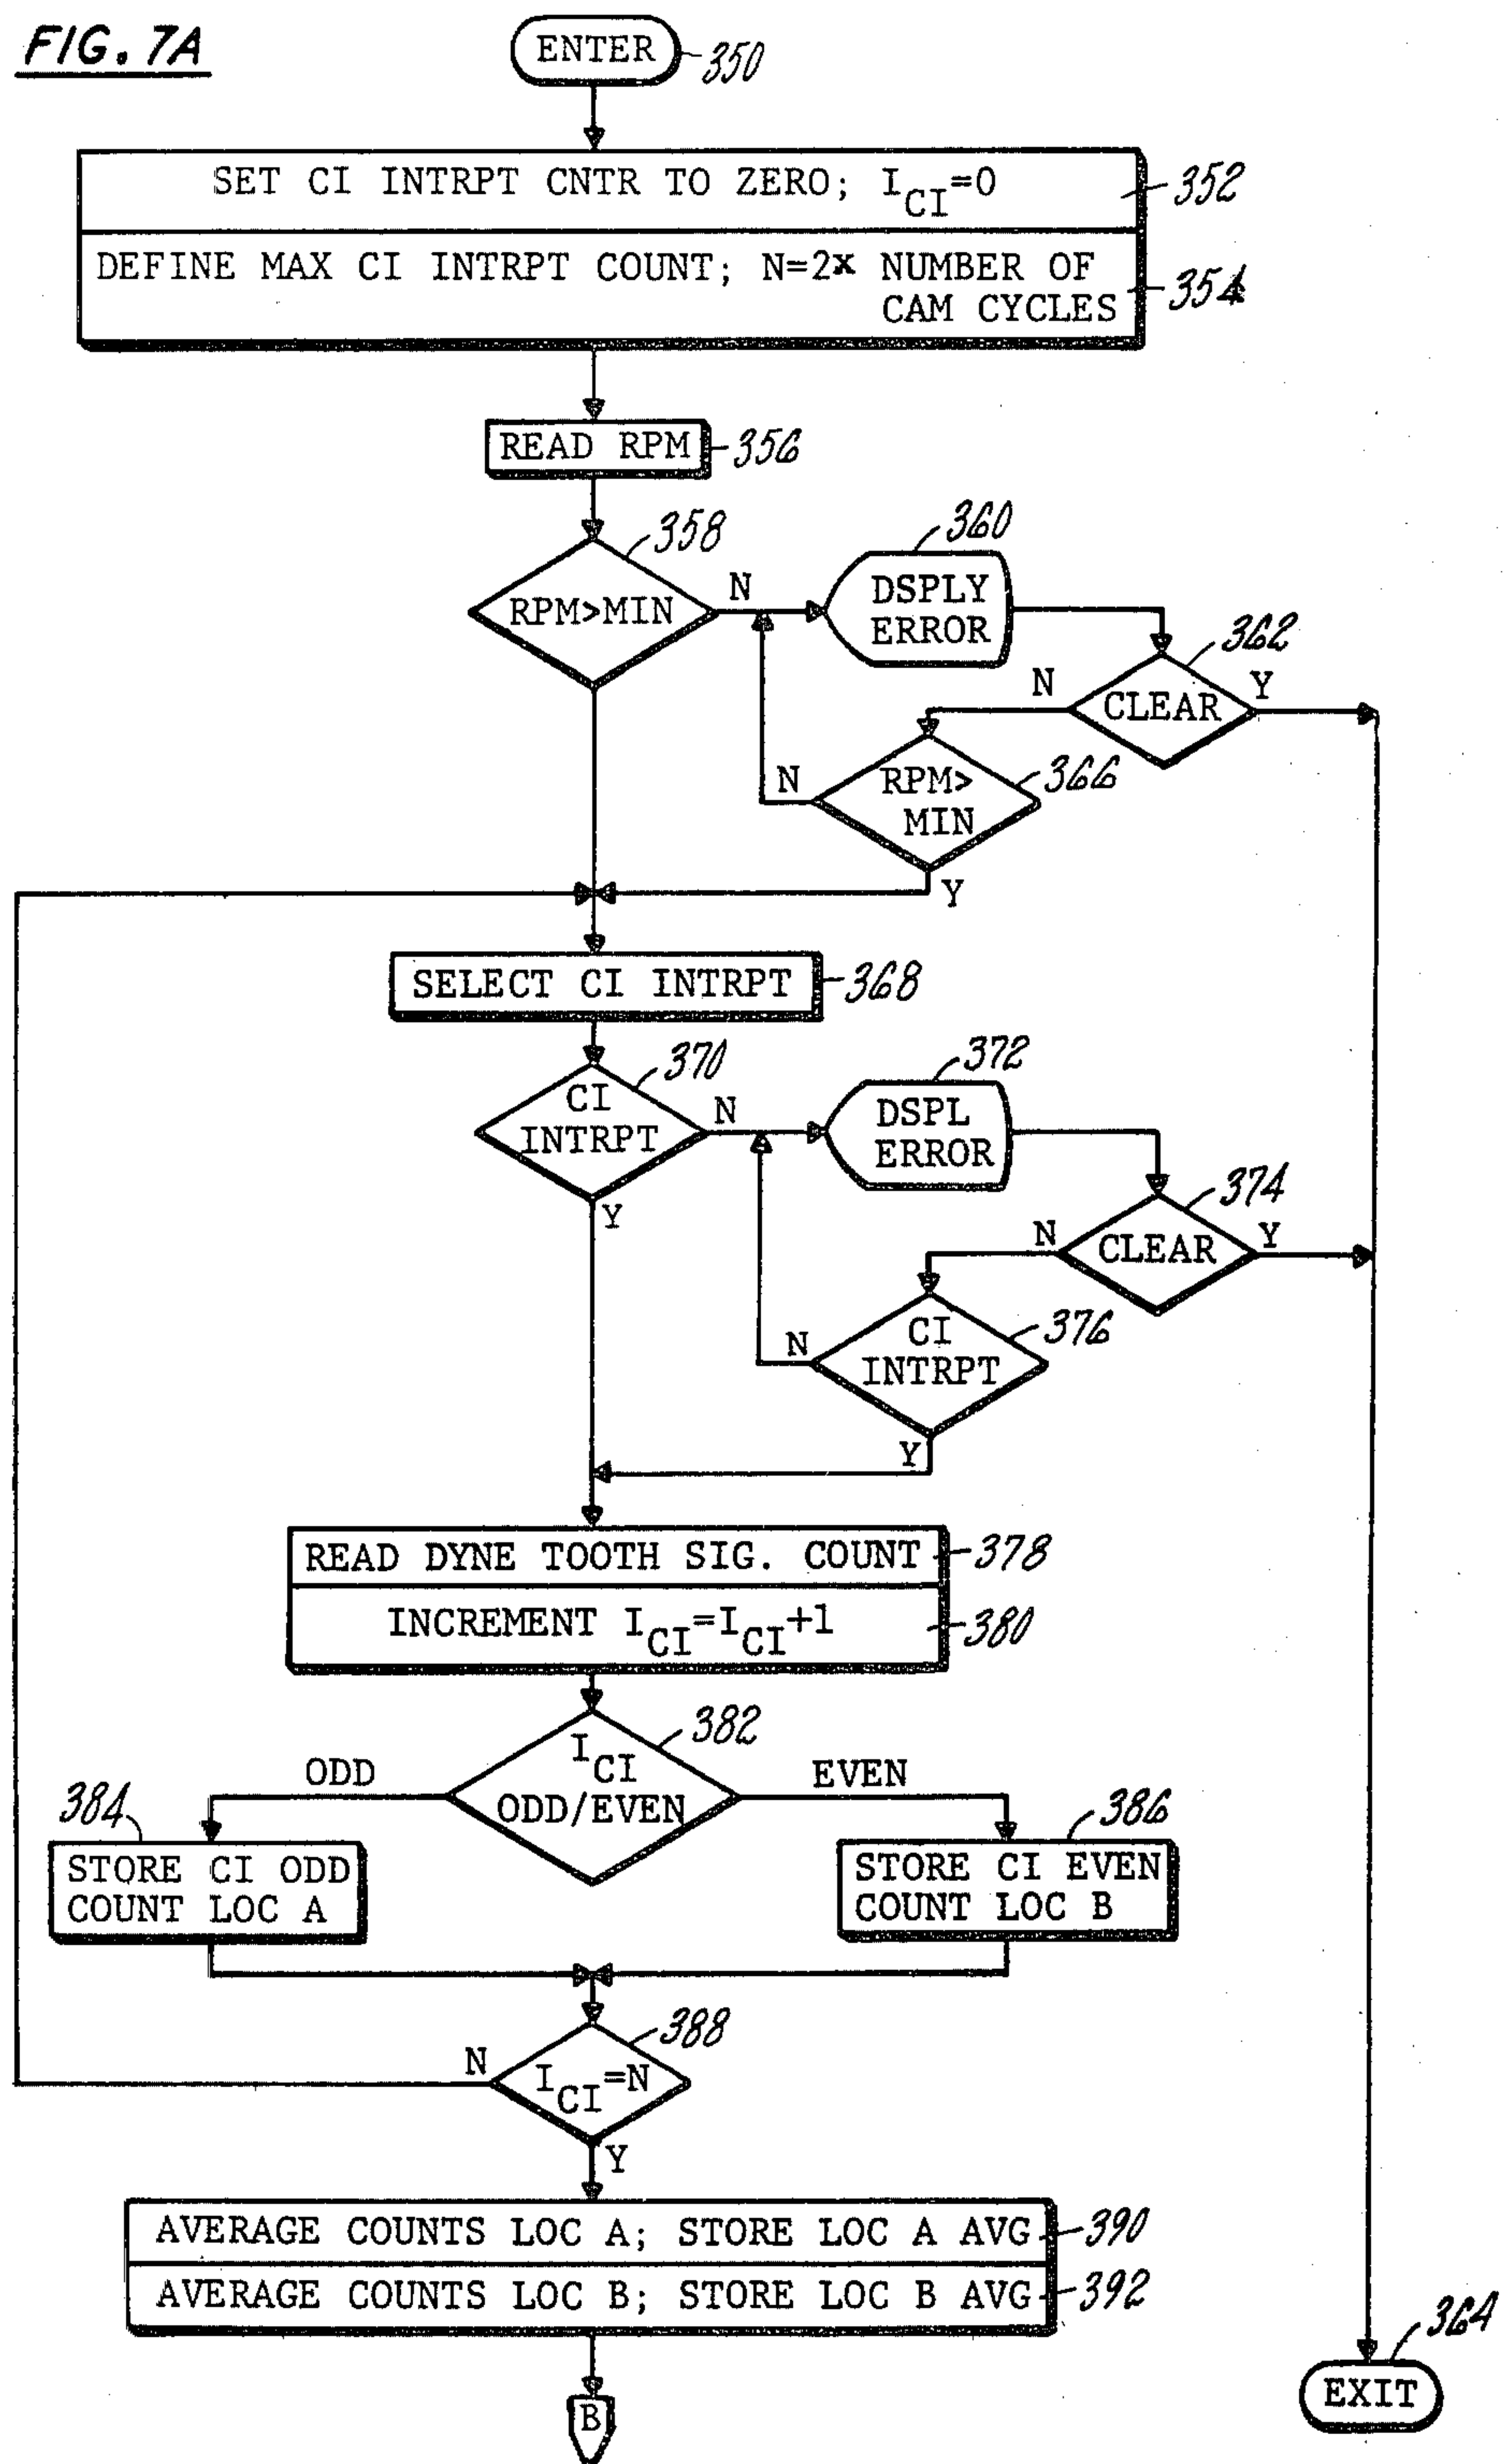 FIG. 7A
ENTER 350
SET CI INTRPT CNTR TO ZERO; I_CI=0 352
DEFINE MAX CI INTRPT COUNT; N=2x NUMBER OF
CAM CYCLES 354
READ RPM 356
358
RPM>MIN
N
360
DSPLY
ERROR
362
CLEAR
N
Y
366
RPM>
MIN
N
Y
SELECT CI INTRPT 368
370
CI
INTRPT
N
Y
372
DSPL
ERROR
374
CLEAR
N
Y
376
CI
INTRPT
N
Y
READ DYNE TOOTH SIG. COUNT 378
INCREMENT I_CI=I_CI+1 380
382
I_CI
ODD/EVEN
ODD
EVEN
384
STORE CI ODD
COUNT LOC A
386
STORE CI EVEN
COUNT LOC B
388
I_CI=N
N
Y
AVERAGE COUNTS LOC A; STORE LOC A AVG 390
AVERAGE COUNTS LOC B; STORE LOC B AVG 392
B
364
EXIT